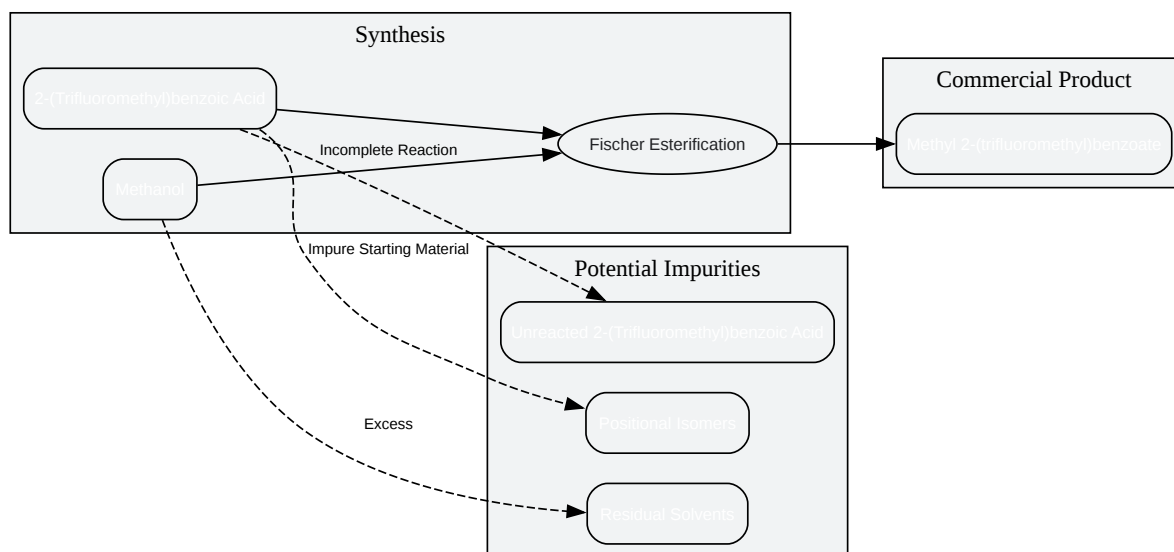 Synthesis
2-(Trifluoromethyl)benzoic Acid
Methanol
Incomplete Reaction
Fischer Esterification
Commercial Product
Methyl 2-(trifluoromethyl)benzoate
Impure Starting Material
Excess
Potential Impurities
Unreacted 2-(Trifluoromethyl)benzoic Acid
Positional Isomers
Residual Solvents